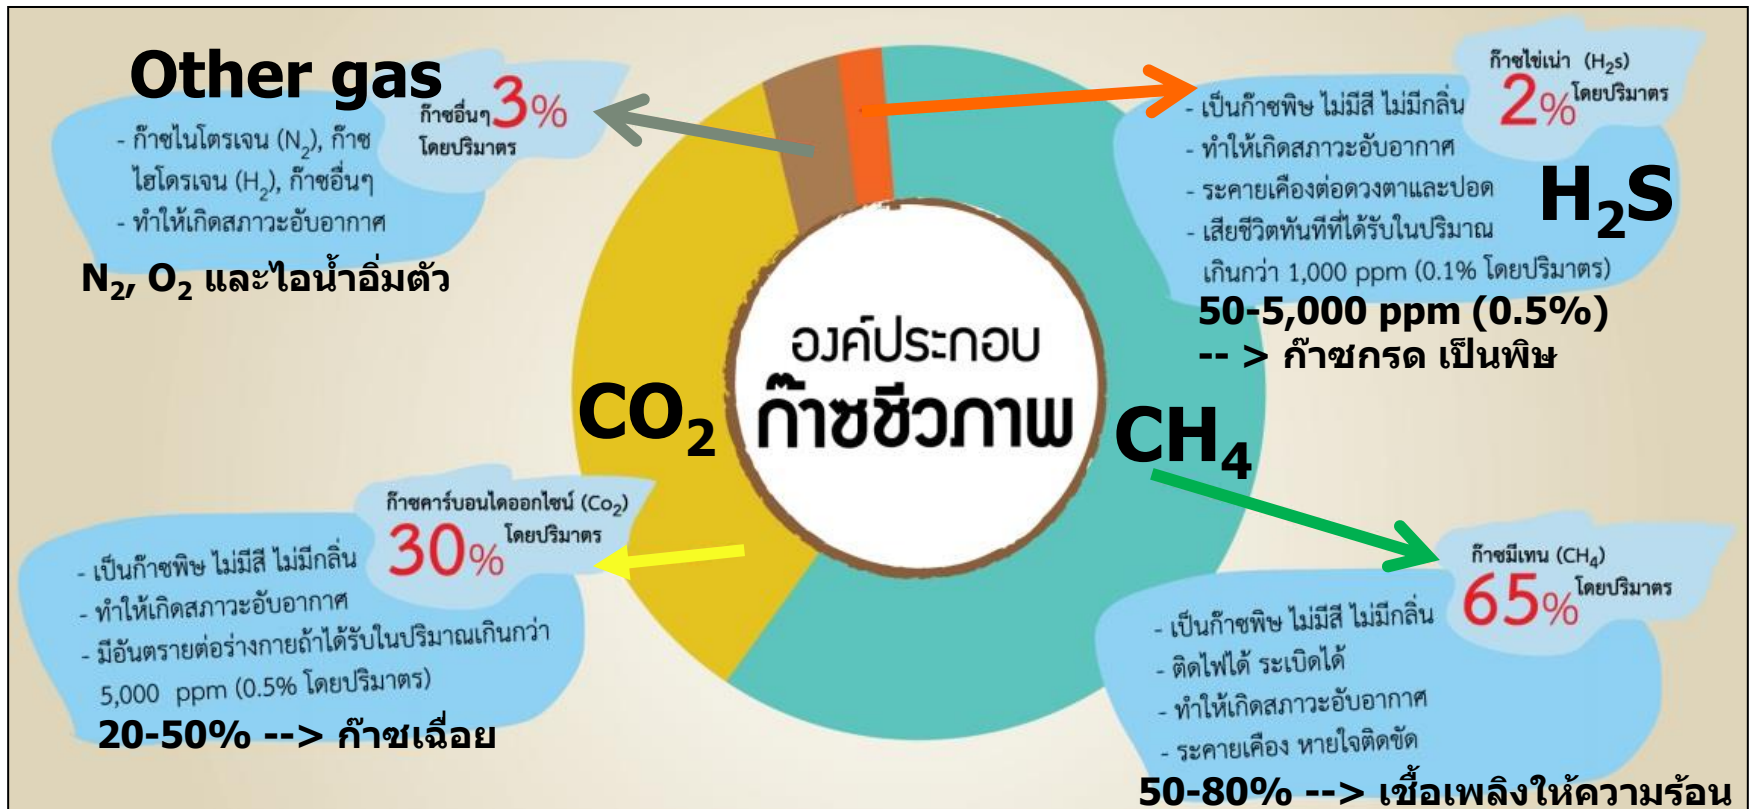 Other gas
ก๊าซอื่นๆ 3%
โดยปริมาตร
- ก๊าซไนโตรเจน (N₂), ก๊าซ
ไฮโดรเจน (H₂), ก๊าซอื่นๆ
- ทำให้เกิดสภาวะอับอากาศ
N₂, O₂ และไอน้ำอิ่มตัว
ก๊าซไข่เน่า (H₂s)
2% โดยปริมาตร
- เป็นก๊าซพิษ ไม่มีสี ไม่มีกลิ่น
- ทำให้เกิดสภาวะอับอากาศ
- ระคายเคืองต่อดวงตาและปอด
- เสียชีวิตทันทีที่ได้รับในปริมาณ
เกินกว่า 1,000 ppm (0.1% โดยปริมาตร)
H₂S
50-5,000 ppm (0.5%)
-- > ก๊าซกรด เป็นพิษ
องค์ประกอบ
ก๊าซชีวภาพ
CO₂
CH₄
ก๊าซคาร์บอนไดออกไซน์ (Co₂)
30% โดยปริมาตร
- เป็นก๊าซพิษ ไม่มีสี ไม่มีกลิ่น
- ทำให้เกิดสภาวะอับอากาศ
- มีอันตรายต่อร่างกายถ้าได้รับในปริมาณเกินกว่า
5,000 ppm (0.5% โดยปริมาตร)
20-50% --> ก๊าซเฉื่อย
ก๊าซมีเทน (CH₄)
65% โดยปริมาตร
- เป็นก๊าซพิษ ไม่มีสี ไม่มีกลิ่น
- ติดไฟได้ ระเบิดได้
- ทำให้เกิดสภาวะอับอากาศ
- ระคายเคือง หายใจติดขัด
50-80% --> เชื้อเพลิงให้ความร้อน